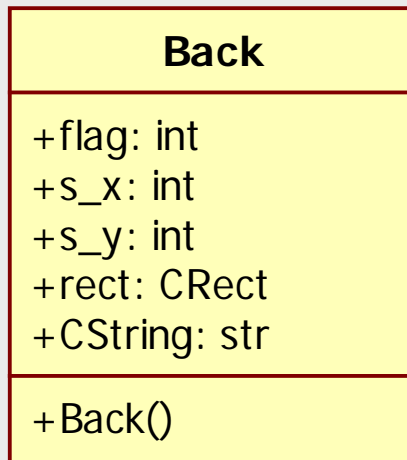 Back
+flag: int
+s_x: int
+s_y: int
+rect: CRect
+CString: str
+Back()